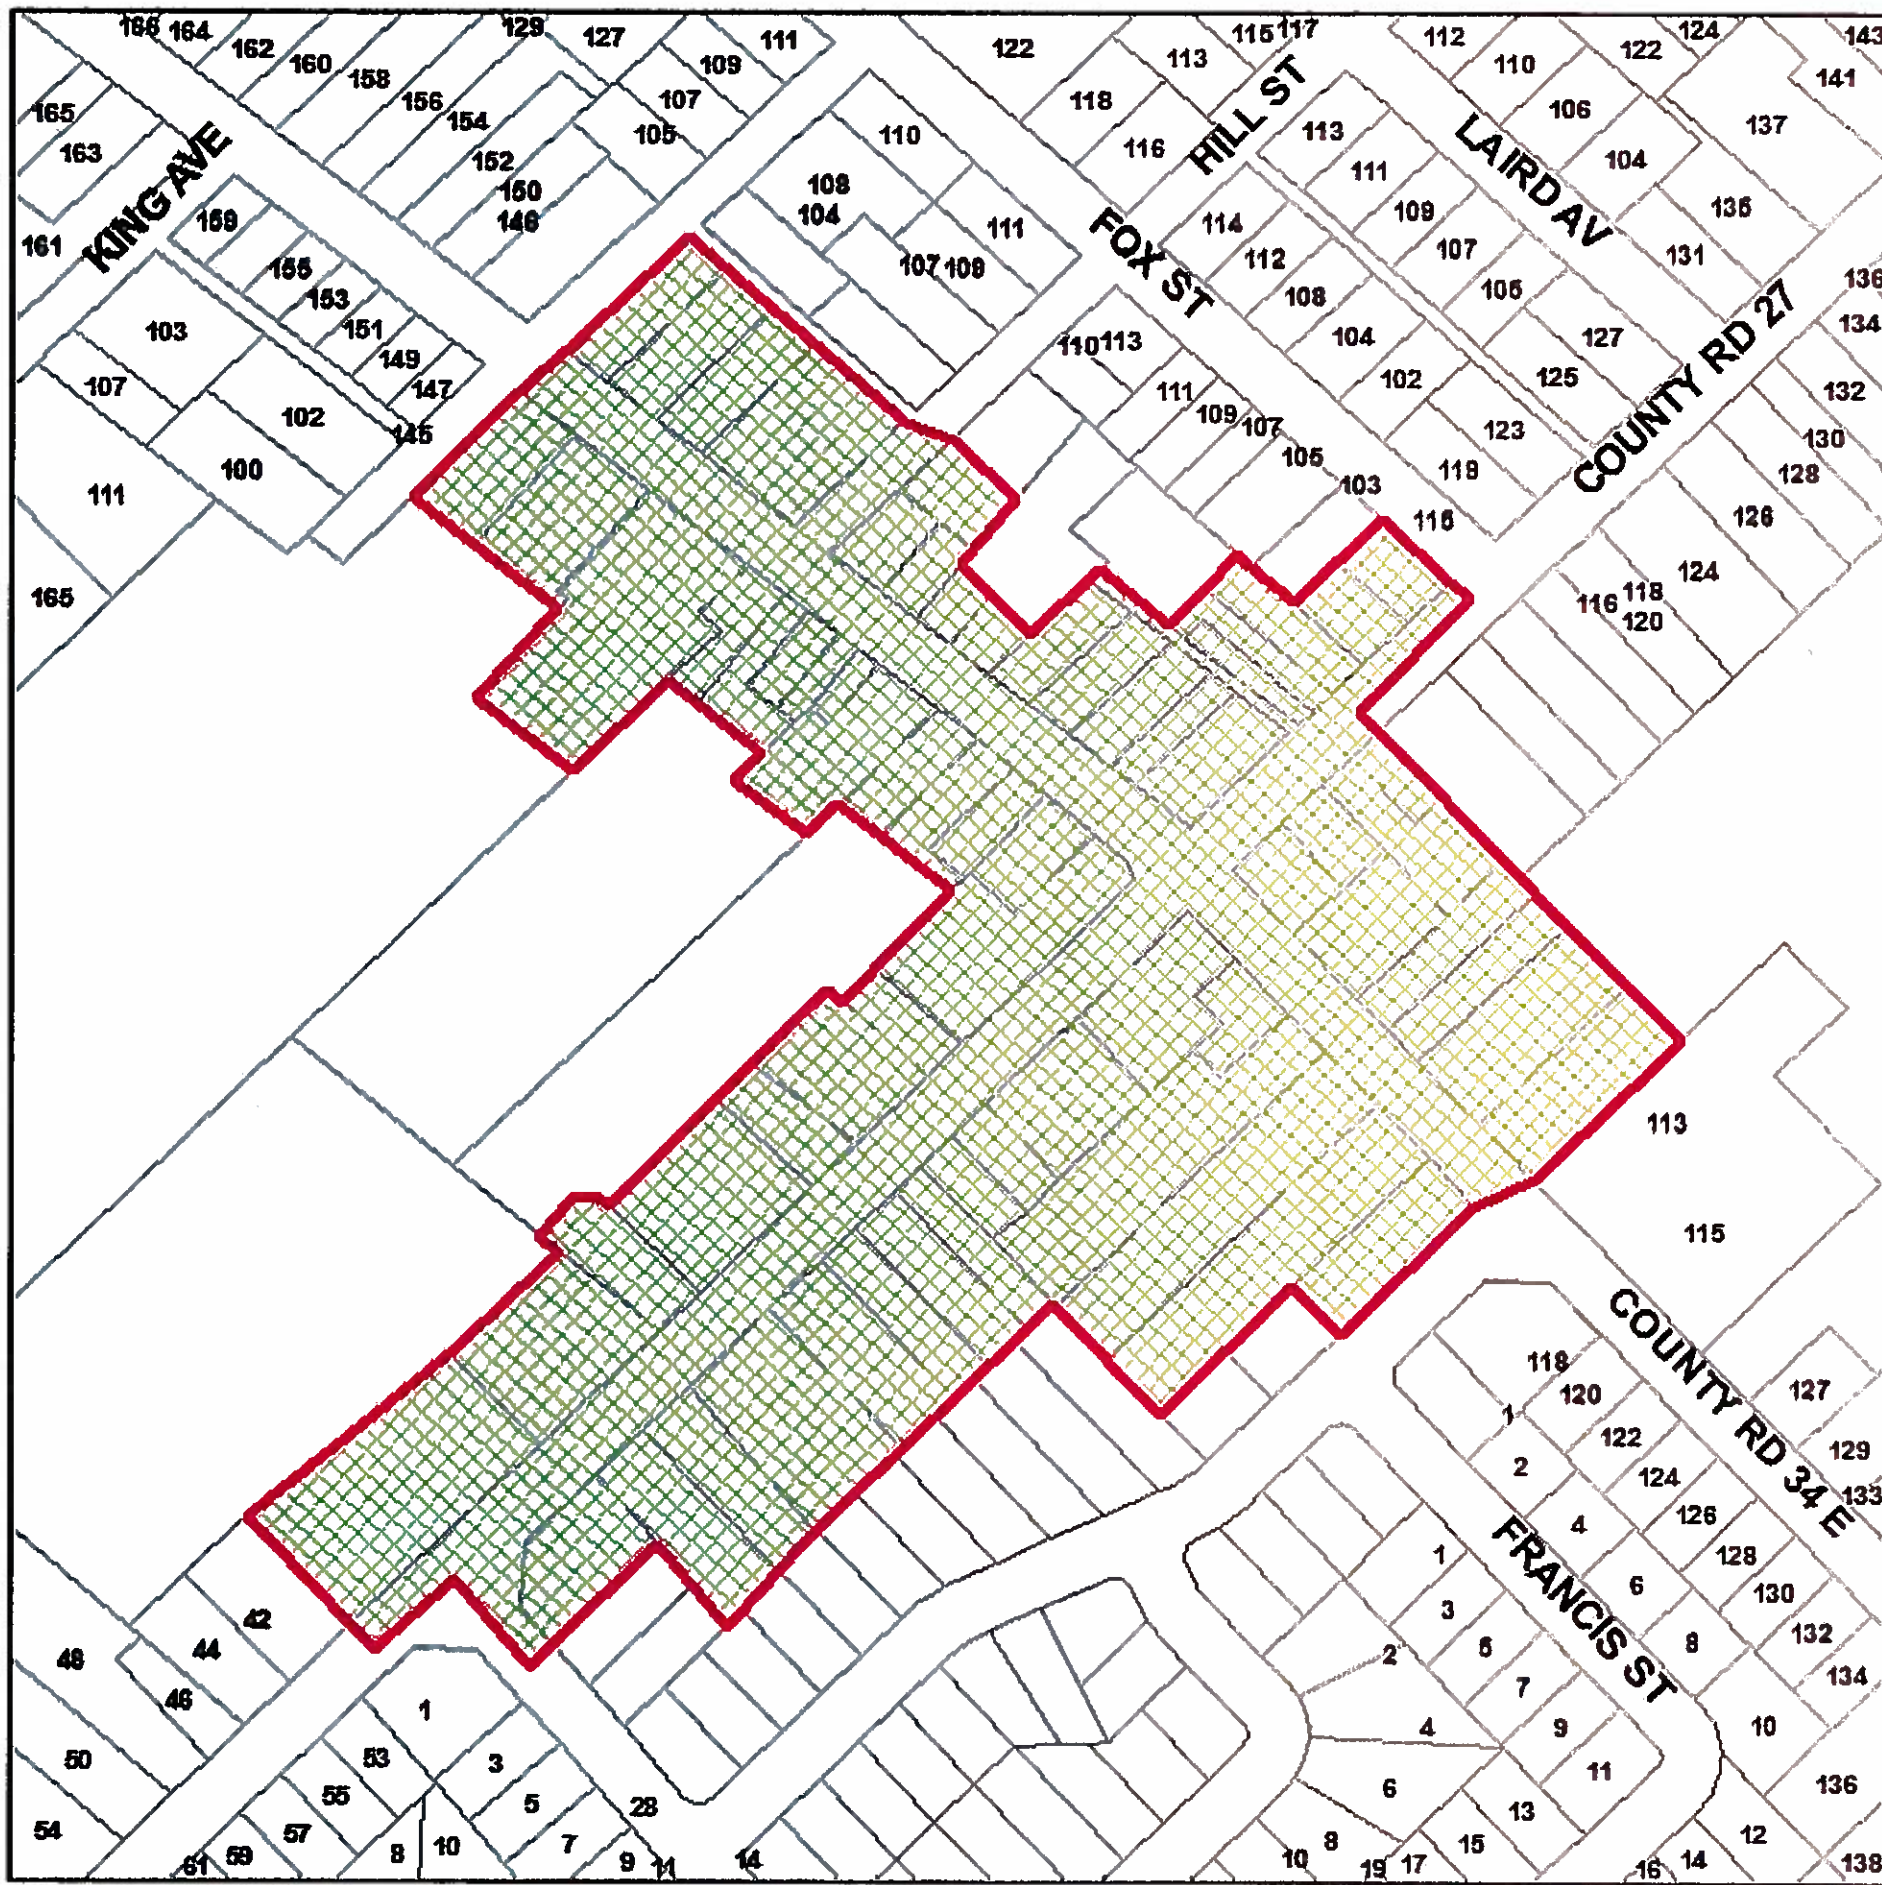 166 164 162 160 158 156 154 152 150 146
129 127 109 111 107 105
165 163 161
KING AVE
159 155 153 151 149 147 145
103 107 102 100 111 165
110 108 104 107 109 111
122 118 113 116 115 117
HILL ST
FOX ST
113 111 109 107 105 127 125
114 112 108 104 102 123 119
LAIRD AV
112 110 106 104 122 124
143 141 137 135 131
COUNTY RD 27
136 134 132 130 128 126 124 118 116 120
110 113 111 109 107 105 103 115
113
115
COUNTY RD 34 E
118 120 122 124 126 128 130 132 134 136 138
127 129 133
1 2 4 6 8 10 12 14 16
FRANCIS ST
1 3 5 7 9 11 13 15 17 19
2 4 6 8 10
42 44 46 48 50 54
53 55 57 59 61
1 3 5 7 9 11
8 10 28 14